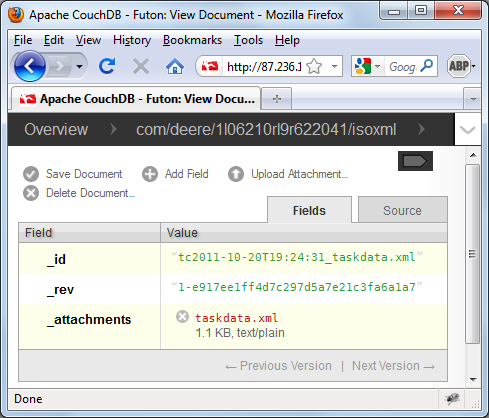 Apache CouchDB - Futon: View Document - Mozilla Firefox
File Edit View History Bookmarks Tools Help
http://87.236.1 Goog ABP
Apache CouchDB - Futon: View Docu...
Overview com/deere/1l06210rl9r622041/isoxml
Save Document Add Field Upload Attachment...
Delete Document...
Fields Source
Field Value
_id "tc2011-10-20T19:24:31_taskdata.xml"
_rev "1-e917ee1ff4d7c297d5a7e21c3fa6a1a7"
_attachments taskdata.xml
1.1 KB, text/plain
← Previous Version | Next Version →
Done